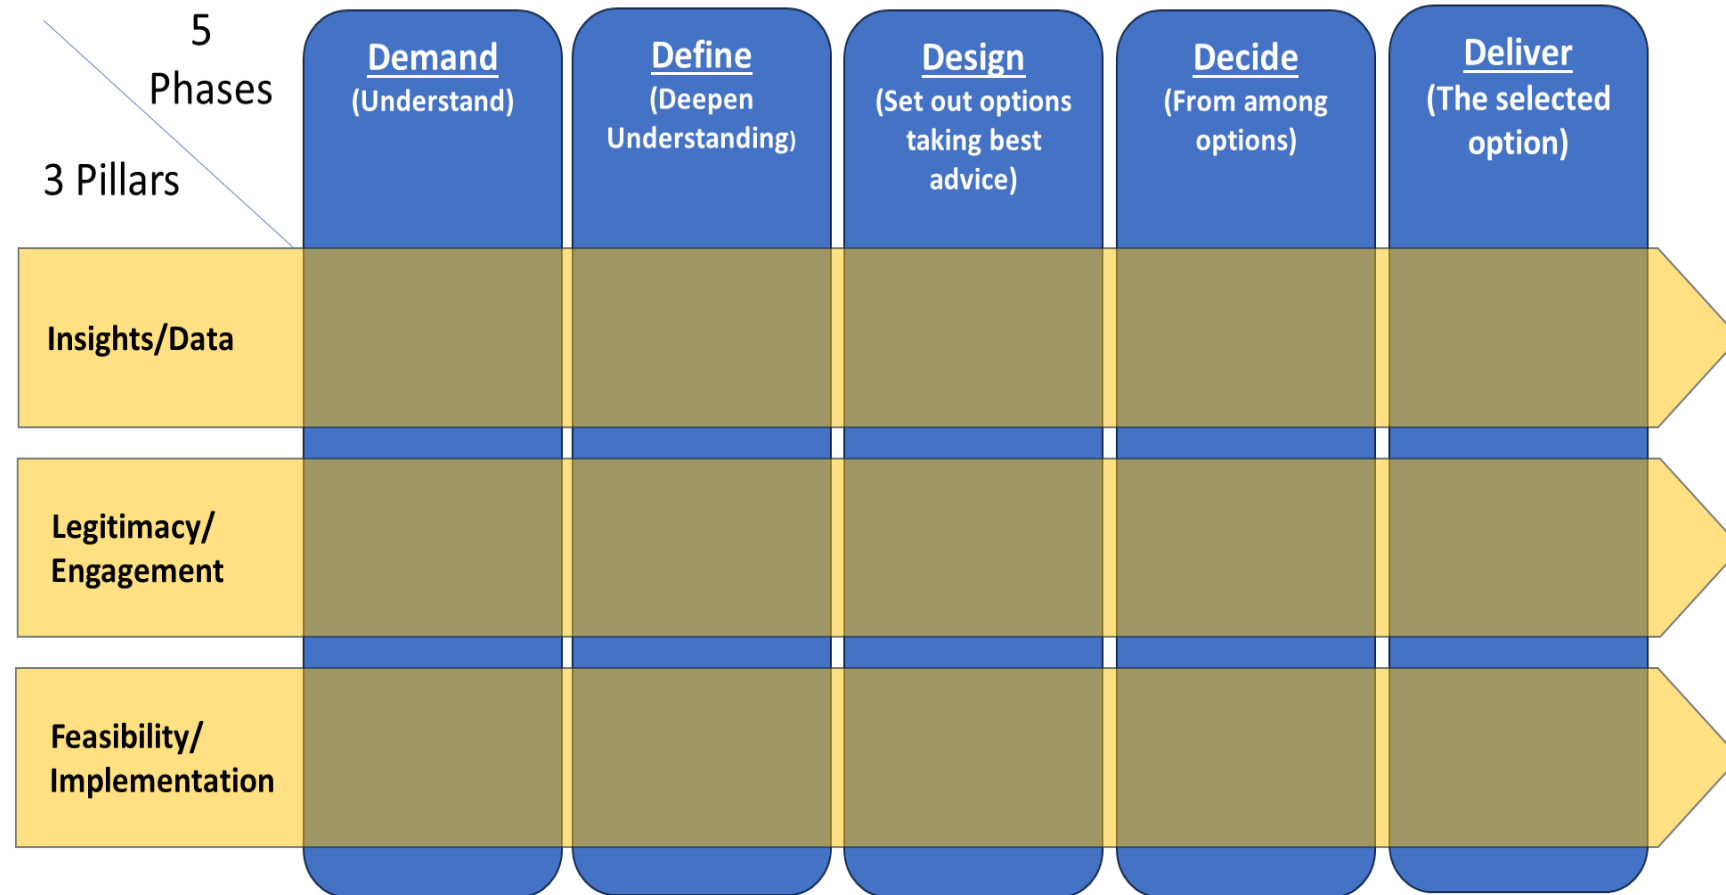 5
Phases
3 Pillars
Demand
(Understand)
Define
(Deepen
Understanding)
Design
(Set out options
taking best
advice)
Decide
(From among
options)
Deliver
(The selected
option)
Insights/Data
Legitimacy/
Engagement
Feasibility/
Implementation